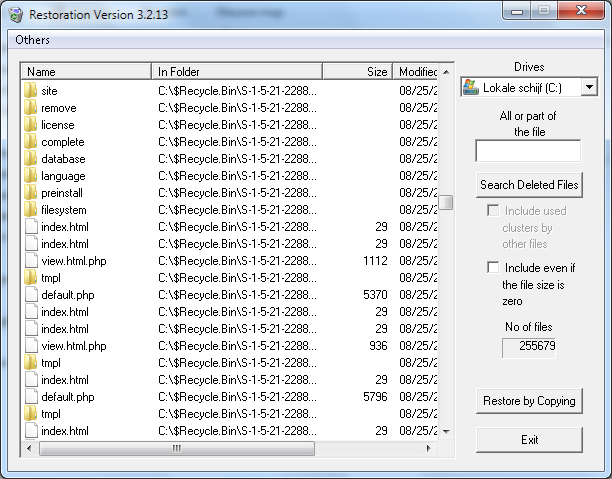 Restoration Version 3.2.13
Others
Name In Folder Size Modified
site C:\$Recycle.Bin\S-1-5-21-2288... 08/25/2
remove C:\$Recycle.Bin\S-1-5-21-2288... 08/25/2
license C:\$Recycle.Bin\S-1-5-21-2288... 08/25/2
complete C:\$Recycle.Bin\S-1-5-21-2288... 08/25/2
database C:\$Recycle.Bin\S-1-5-21-2288... 08/25/2
language C:\$Recycle.Bin\S-1-5-21-2288... 08/25/2
preinstall C:\$Recycle.Bin\S-1-5-21-2288... 08/25/2
filesystem C:\$Recycle.Bin\S-1-5-21-2288... 08/25/2
index.html C:\$Recycle.Bin\S-1-5-21-2288... 29 08/25/2
index.html C:\$Recycle.Bin\S-1-5-21-2288... 29 08/25/2
view.html.php C:\$Recycle.Bin\S-1-5-21-2288... 1112 08/25/2
tmpl C:\$Recycle.Bin\S-1-5-21-2288... 08/25/2
default.php C:\$Recycle.Bin\S-1-5-21-2288... 5370 08/25/2
index.html C:\$Recycle.Bin\S-1-5-21-2288... 29 08/25/2
index.html C:\$Recycle.Bin\S-1-5-21-2288... 29 08/25/2
view.html.php C:\$Recycle.Bin\S-1-5-21-2288... 936 08/25/2
tmpl C:\$Recycle.Bin\S-1-5-21-2288... 08/25/2
index.html C:\$Recycle.Bin\S-1-5-21-2288... 29 08/25/2
default.php C:\$Recycle.Bin\S-1-5-21-2288... 5796 08/25/2
tmpl C:\$Recycle.Bin\S-1-5-21-2288... 08/25/2
index.html C:\$Recycle.Bin\S-1-5-21-2288... 29 08/25/2
Drives
Lokale schijf (C:)
All or part of
the file
Search Deleted Files
Include used
clusters by
other files
Include even if
the file size is
zero
No of files
255679
Restore by Copying
Exit